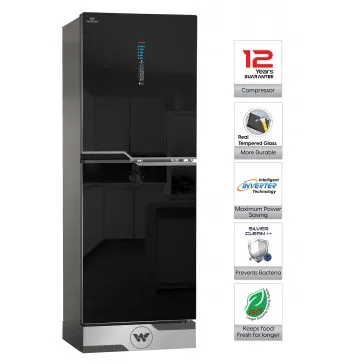 12
Years
GUARANTEE
Compressor
Real
Tempered Glass
More Durable
Intelligent
INVERTER
Technology
Maximum Power
Saving
SILVER
CLEAN ++
Prevents Bacteria
Keeps food
Fresh for longer
W